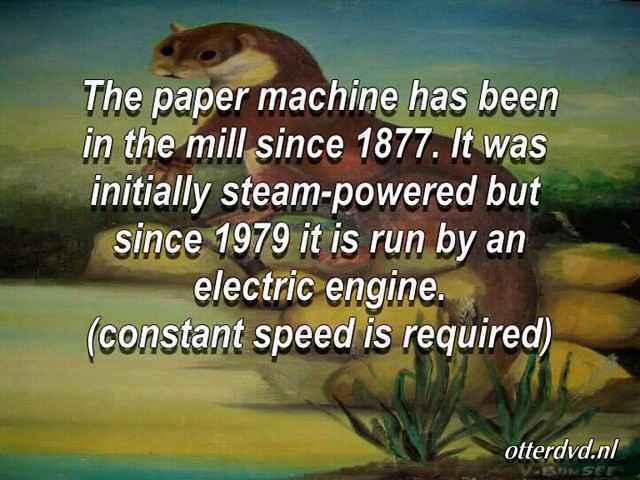 The paper machine has been
in the mill since 1877. It was
initially steam-powered but
since 1979 it is run by an
electric engine.
(constant speed is required)
otterdvd.nl
V-BUNSEE